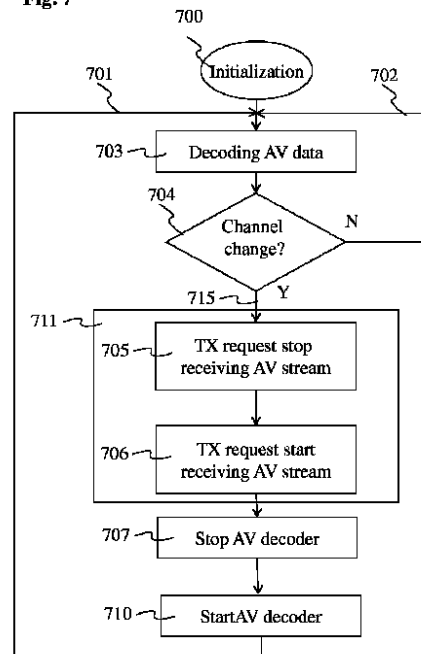 Fig. 7
700
701
Initialization
702
703
Decoding AV data
704
Channel
change?
N
715
Y
711
705
TX request stop
receiving AV stream
706
TX request start
receiving AV stream
707
Stop AV decoder
710
StartAV decoder